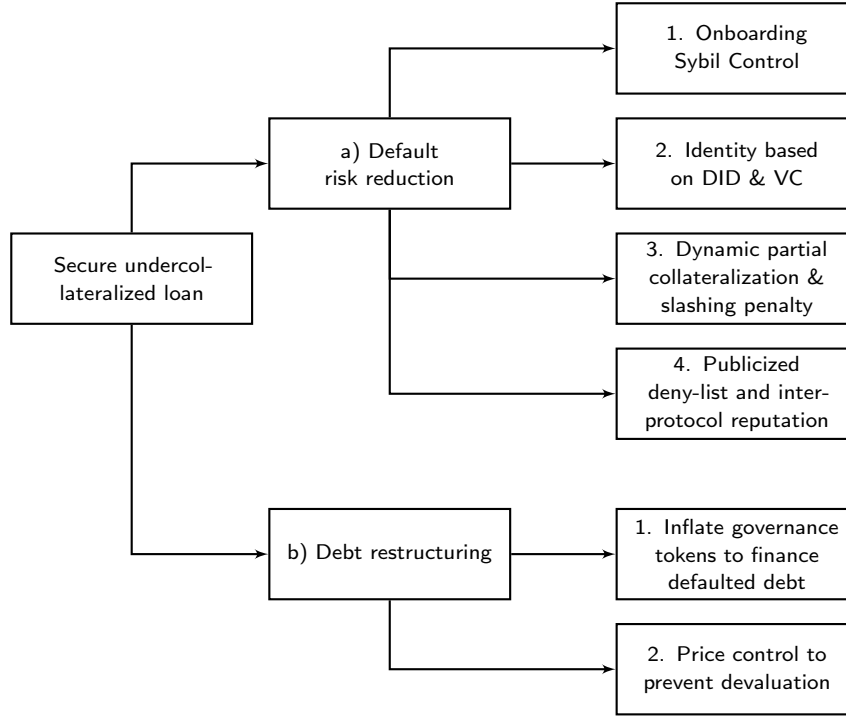 1. Onboarding
Sybil Control
a) Default
risk reduction
2. Identity based
on DID & VC
Secure undercol-
lateralized loan
3. Dynamic partial
collateralization &
slashing penalty
4. Publicized
deny-list and inter-
protocol reputation
b) Debt restructuring
1. Inflate governance
tokens to finance
defaulted debt
2. Price control to
prevent devaluation